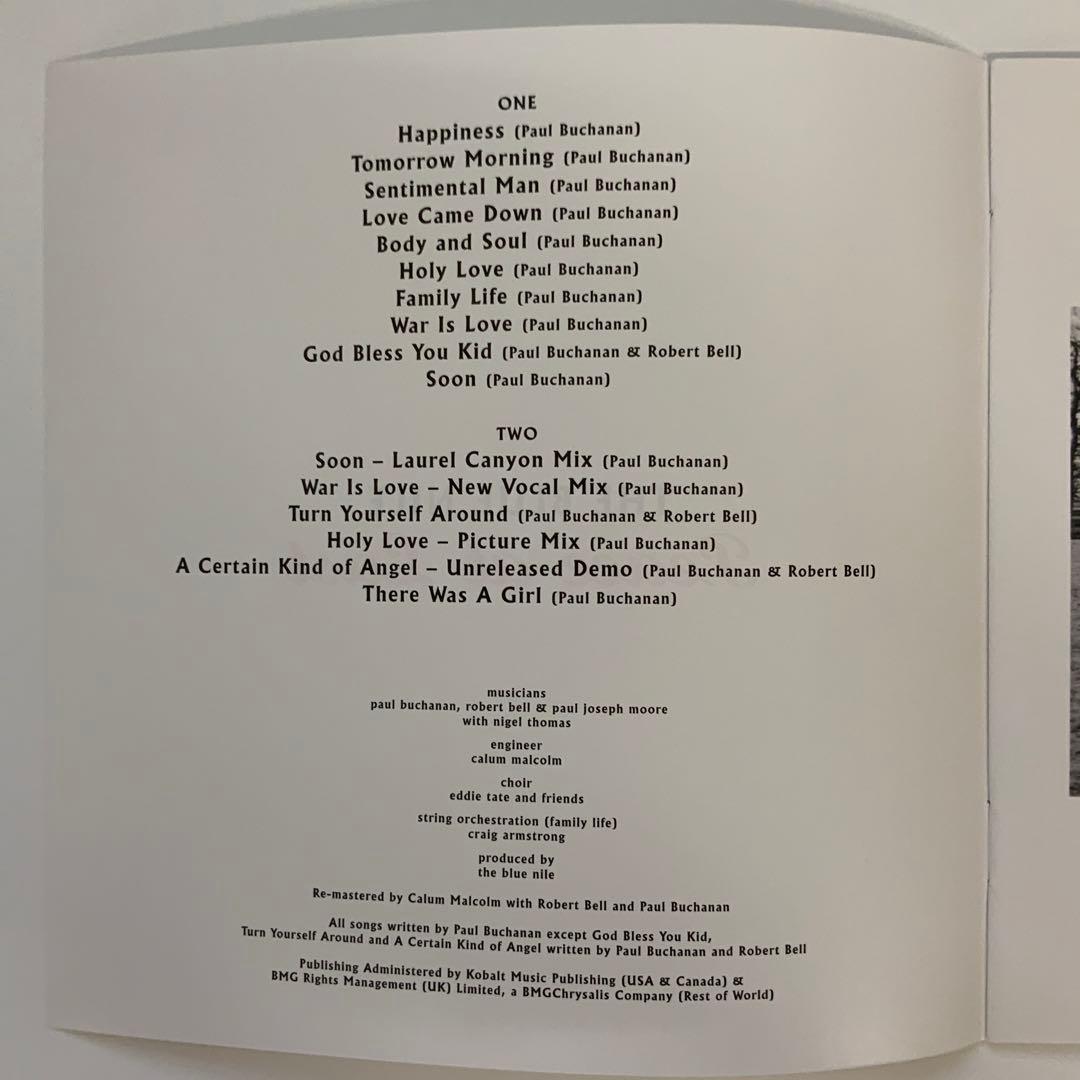 ONE
Happiness (Paul Buchanan)
Tomorrow Morning (Paul Buchanan)
Sentimental Man (Paul Buchanan)
Love Came Down (Paul Buchanan)
Body and Soul (Paul Buchanan)
Holy Love (Paul Buchanan)
Family Life (Paul Buchanan)
War Is Love (Paul Buchanan)
God Bless You Kid (Paul Buchanan & Robert Bell)
Soon (Paul Buchanan)
TWO
Soon – Laurel Canyon Mix (Paul Buchanan)
War Is Love – New Vocal Mix (Paul Buchanan)
Turn Yourself Around (Paul Buchanan & Robert Bell)
Holy Love – Picture Mix (Paul Buchanan)
A Certain Kind of Angel – Unreleased Demo (Paul Buchanan & Robert Bell)
There Was A Girl (Paul Buchanan)
musicians
paul buchanan, robert bell & paul joseph moore
with nigel thomas
engineer
calum malcolm
choir
eddie tate and friends
string orchestration (family life)
craig armstrong
produced by
the blue nile
Re-mastered by Calum Malcolm with Robert Bell and Paul Buchanan
All songs written by Paul Buchanan except God Bless You Kid,
Turn Yourself Around and A Certain Kind of Angel written by Paul Buchanan and Robert Bell
Publishing Administered by Kobalt Music Publishing (USA & Canada) &
BMG Rights Management (UK) Limited, a BMGChrysalis Company (Rest of World)